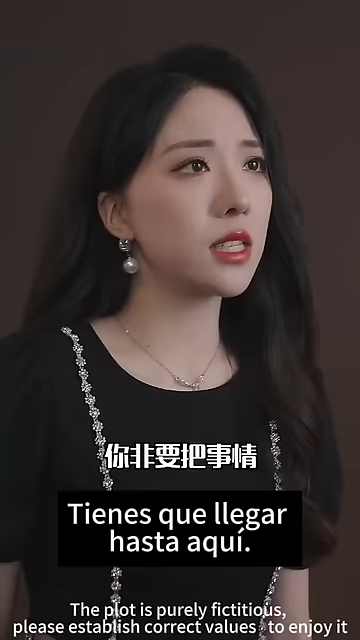 你非要把事情
Tienes que llegar
hasta aquí.
The plot is purely fictitious,
please establish correct values to enjoy it